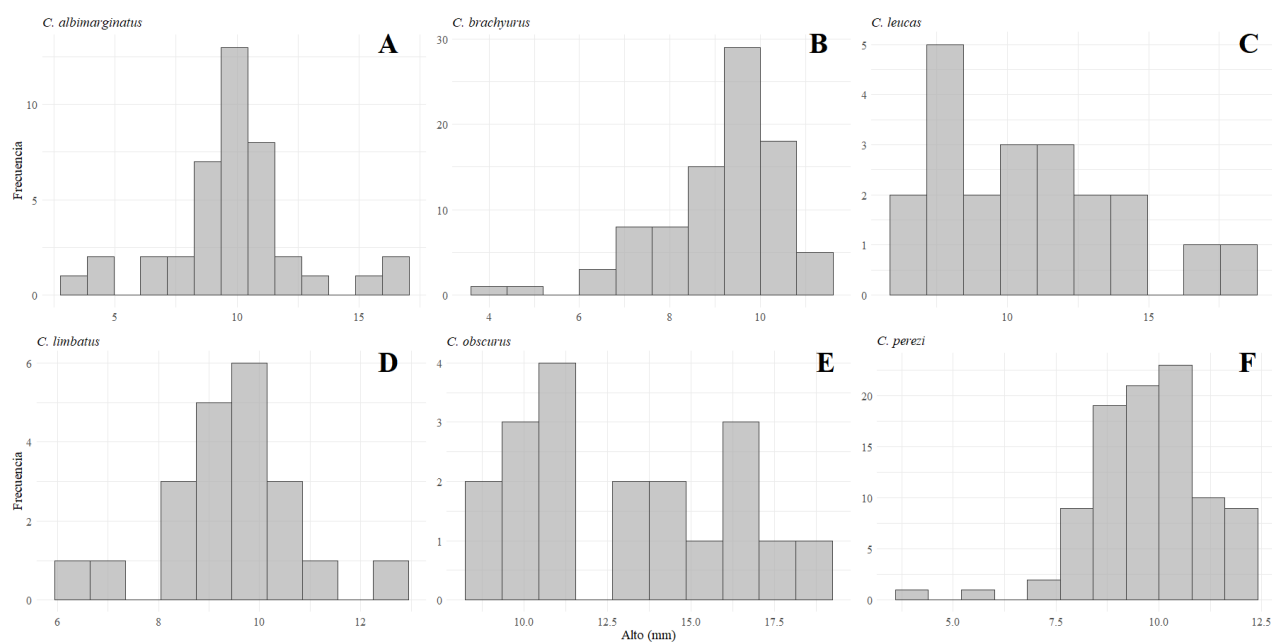 C. albimarginatus
A
Frecuencia
10
5
0
5 10 15
C. brachyurus
B
30
20
10
0
4 6 8 10
C. leucas
C
5
4
3
2
1
0
10 15
C. limbatus
D
Frecuencia
6
4
2
0
6 8 10 12
C. obscurus
E
4
3
2
1
0
10.0 12.5 15.0 17.5
Alto (mm)
C. perezi
F
20
15
10
5
0
5.0 7.5 10.0 12.5